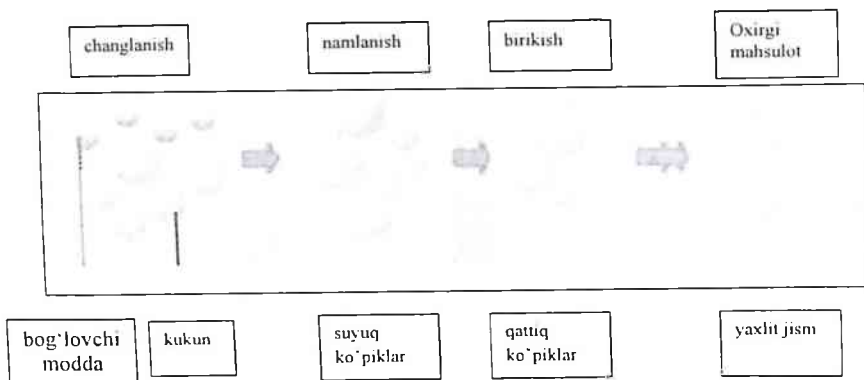 changlanish
namlanish
birikish
Oxirgi
mahsulot
bog‘lovchi
modda
kukun
suyuq
ko‘piklar
qattiq
ko‘piklar
yaxlit jism